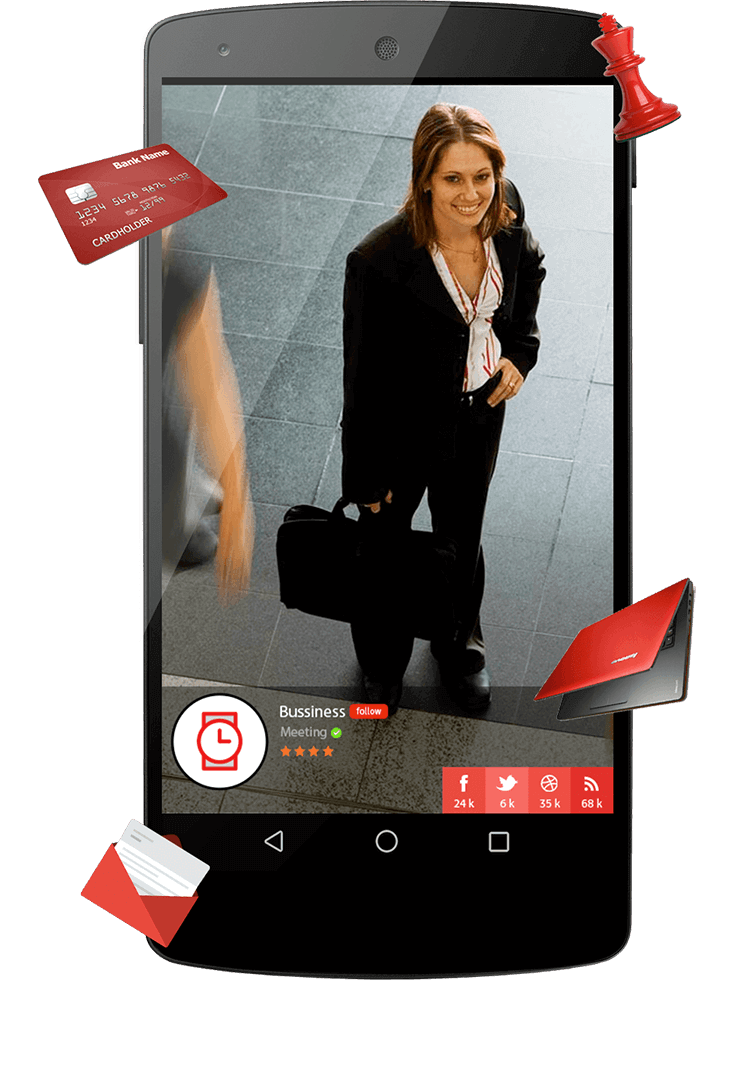 Bank Name
1234 5678 9876 5432
1234
12/99
CARDHOLDER
Bussiness follow
Meeting
24 k 6 k 35 k 68 k